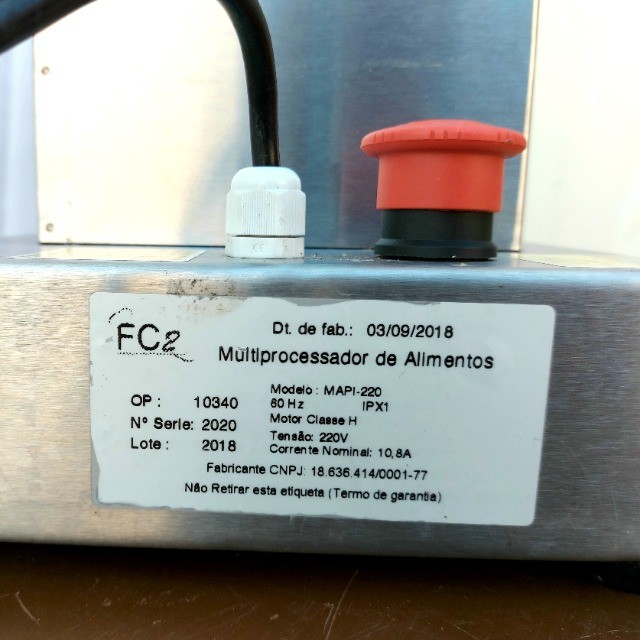 FC2
Dt. de fab.: 03/09/2018
Multiprocessador de Alimentos
OP : 10340
Nº Serie: 2020
Lote : 2018
Modelo : MAPI-220
60 Hz IPX1
Motor Classe H
Tensão: 220V
Corrente Nominal: 10,8A
Fabricante CNPJ: 18.636.414/0001-77
Não Retirar esta etiqueta (Termo de garantia)